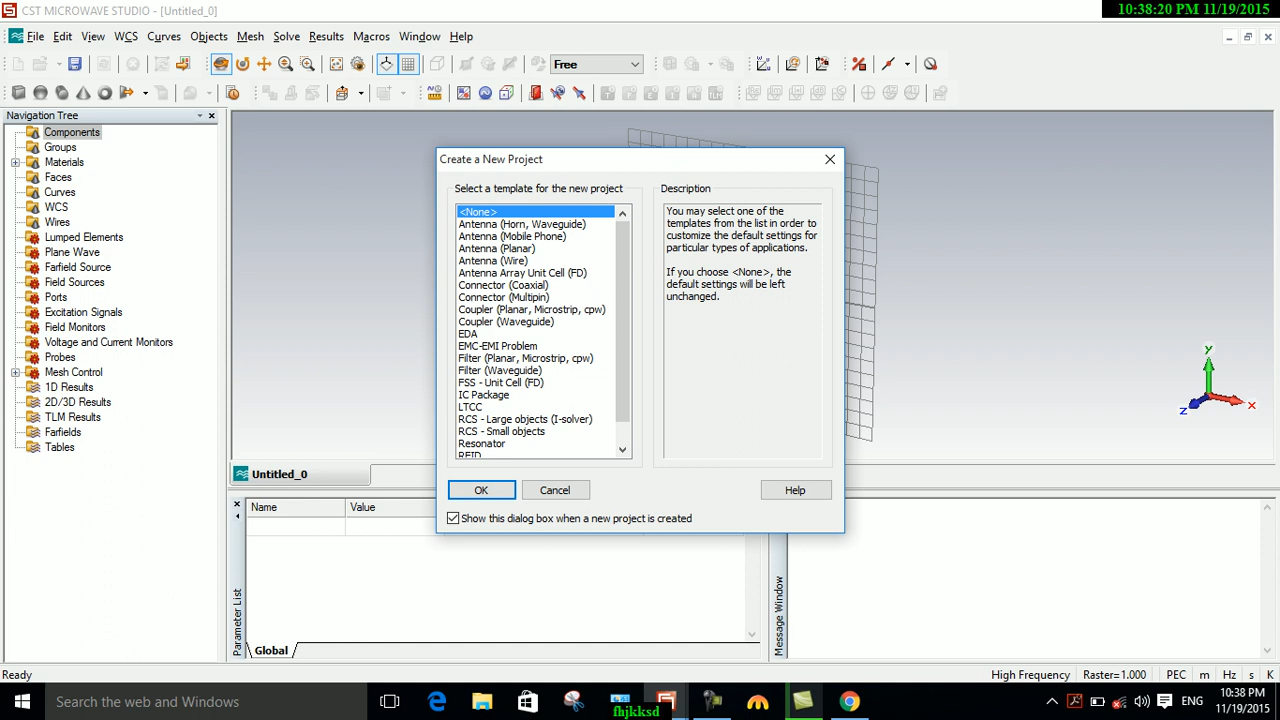 CST MICROWAVE STUDIO - [Untitled_0]
10:38:20 PM 11/19/2015
File Edit View WCS Curves Objects Mesh Solve Results Macros Window Help
Free
Navigation Tree
Components
Groups
Materials
Faces
Curves
WCS
Wires
Lumped Elements
Plane Wave
Farfield Source
Field Sources
Ports
Excitation Signals
Field Monitors
Voltage and Current Monitors
Probes
Mesh Control
1D Results
2D/3D Results
TLM Results
Farfields
Tables
Create a New Project
Select a template for the new project
<None>
Antenna (Horn, Waveguide)
Antenna (Mobile Phone)
Antenna (Planar)
Antenna (Wire)
Antenna Array Unit Cell (FD)
Connector (Coaxial)
Connector (Multipin)
Coupler (Planar, Microstrip, cpw)
Coupler (Waveguide)
EDA
EMC-EMI Problem
Filter (Planar, Microstrip, cpw)
Filter (Waveguide)
FSS - Unit Cell (FD)
IC Package
LTCC
RCS - Large objects (I-solver)
RCS - Small objects
Resonator
RFID
Description
You may select one of the
templates from the list in order to
customize the default settings for
particular types of applications.
If you choose <None>, the
default settings will be left
unchanged.
OK Cancel Help
Show this dialog box when a new project is created
y
x
z
Untitled_0
Name Value
Parameter List
Global
Message Window
Ready
High Frequency Raster=1.000 PEC m Hz s K
Search the web and Windows
fhjkksd
ENG
10:38 PM
11/19/2015